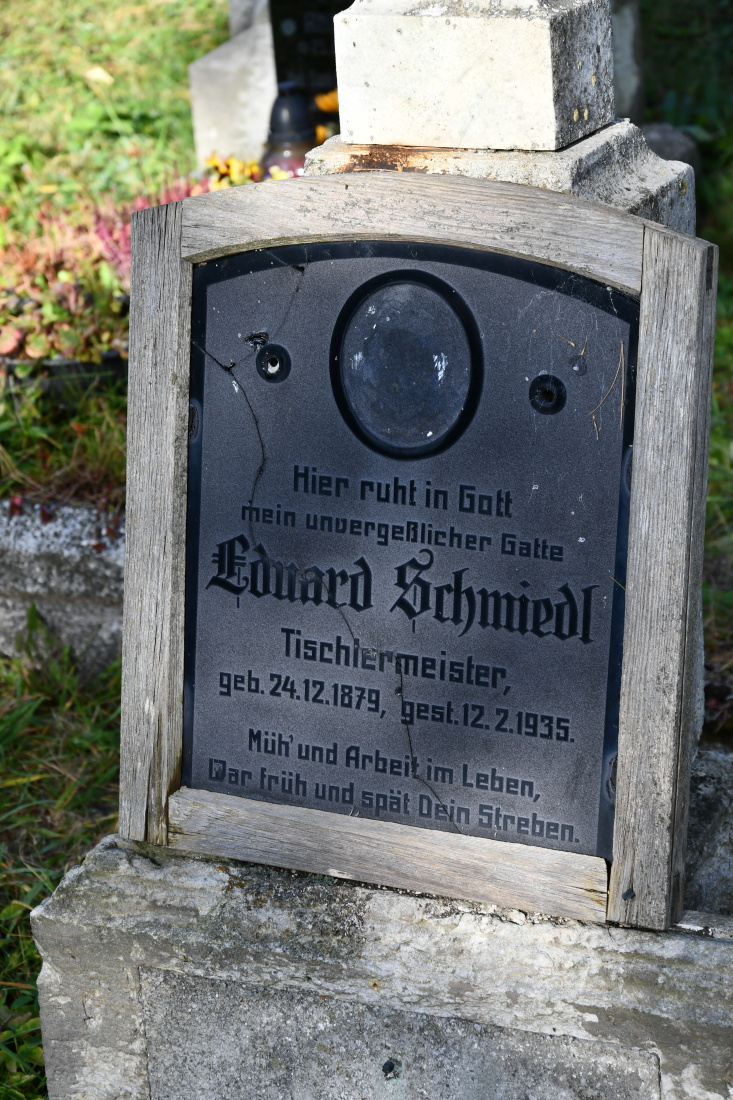 Hier ruht in Gott
mein unvergeßlicher Gatte
Eduard Schmiedl
Tischlermeister,
geb. 24.12.1879, gest. 12.2.1935.
Müh' und Arbeit im Leben,
War früh und spät Dein Streben.